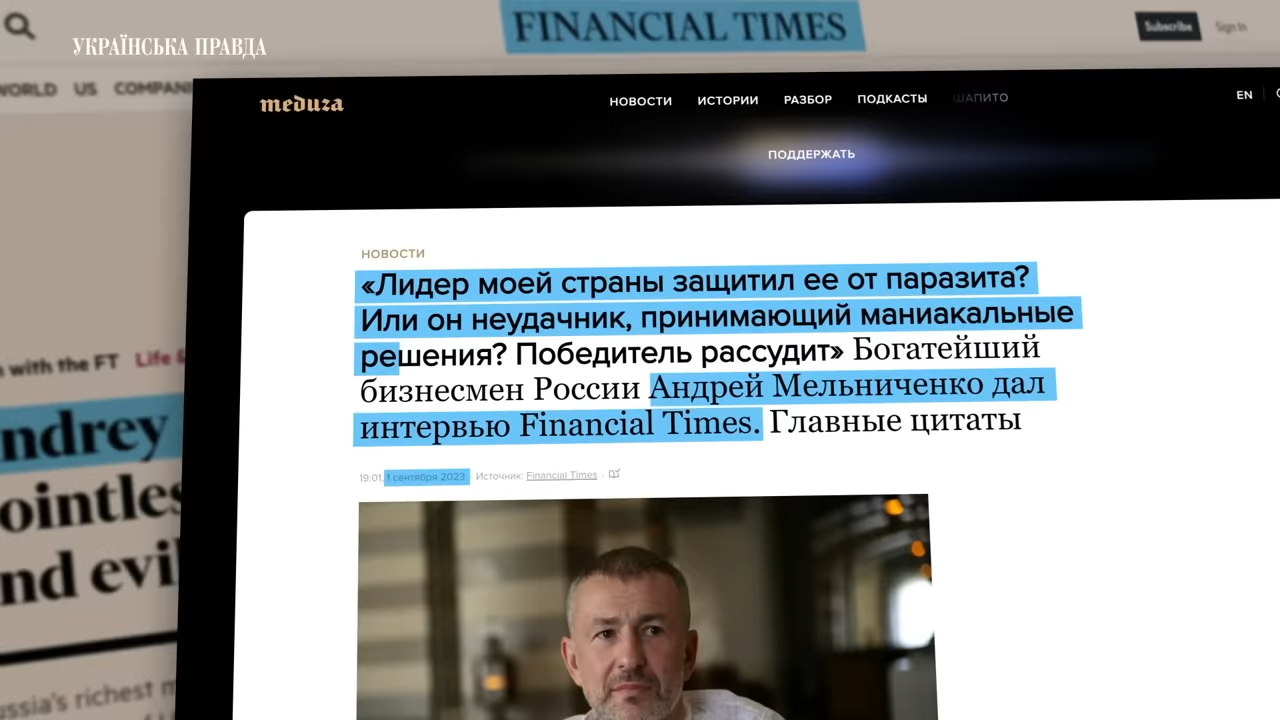 FINANCIAL TIMES
Subscribe
Sign In
УКРАЇНСЬКА ПРАВДА
WORLD US
meduza
НОВОСТИ ИСТОРИИ РАЗБОР ПОДКАСТЫ ШАПИТО
EN
ПОДДЕРЖАТЬ
НОВОСТИ
«Лидер моей страны защитил ее от паразита?
Или он неудачник, принимающий маниакальные
решения? Победитель рассудит» Богатейший
бизнесмен России Андрей Мельниченко дал
интервью Financial Times. Главные цитаты
19:01, 1 сентября 2023 Источник: Financial Times
with the FT Life &
ndrey
ointles
nd evil
ussia's richest